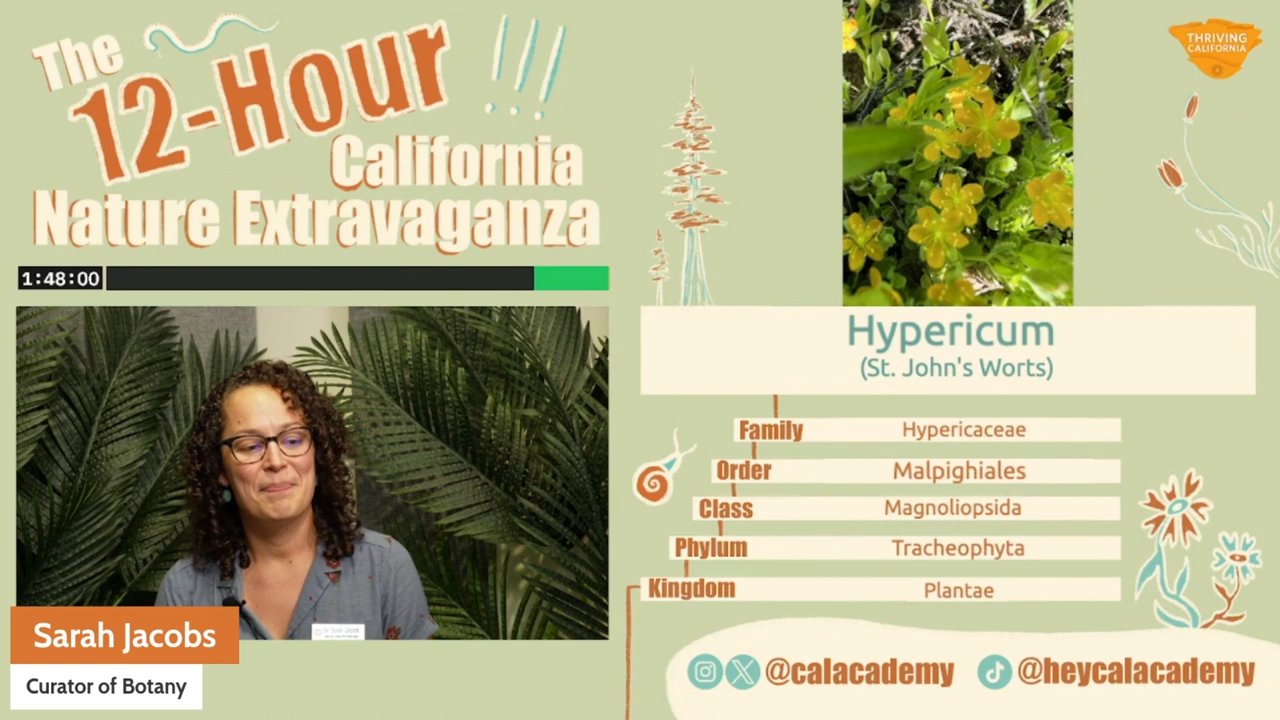 The
12-Hour!!!
California
Nature Extravaganza
1:48:00
Sarah Jacobs
Curator of Botany
THRIVING
CALIFORNIA
Hypericum
(St. John's Worts)
Family Hypericaceae
Order Malpighiales
Class Magnoliopsida
Phylum Tracheophyta
Kingdom Plantae
@calacademy @heycalacademy